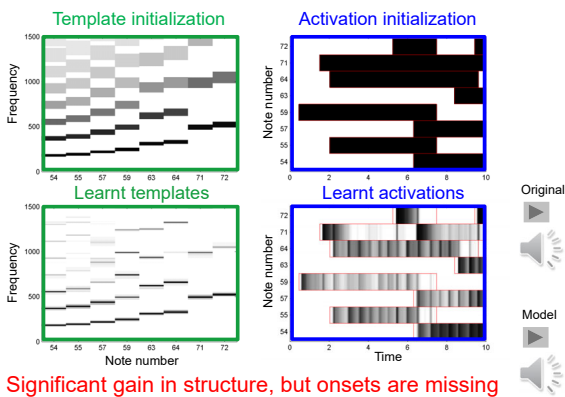 Template initialization
Activation initialization
Frequency
1500
1000
500
0
54 55 57 59 63 64 71 72
Note number
72
71
64
63
59
57
55
54
0 2 4 6 8 10
Learnt templates
Learnt activations
Frequency
1500
1000
500
0
54 55 57 59 63 64 71 72
Note number
Note number
72
71
64
63
59
57
55
54
0 2 4 6 8 10
Time
Original
Model
Significant gain in structure, but onsets are missing